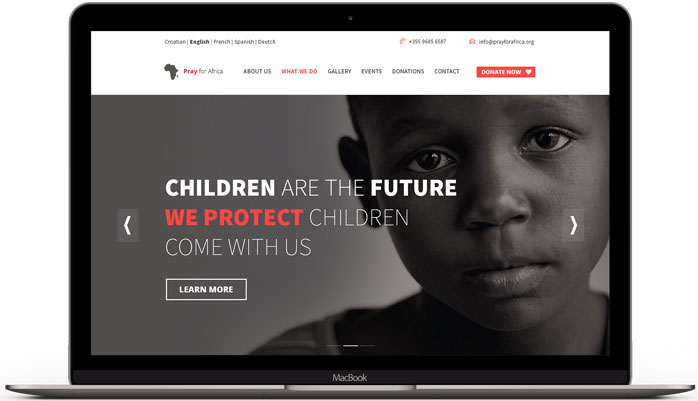 Croatian | English | French | Spanish | Deutch
+355 9685 6587
info@prayforafrica.org
Pray for Africa
ABOUT US
WHAT WE DO
GALLERY
EVENTS
DONATIONS
CONTACT
DONATE NOW
CHILDREN ARE THE FUTURE
WE PROTECT CHILDREN
COME WITH US
LEARN MORE
MacBook